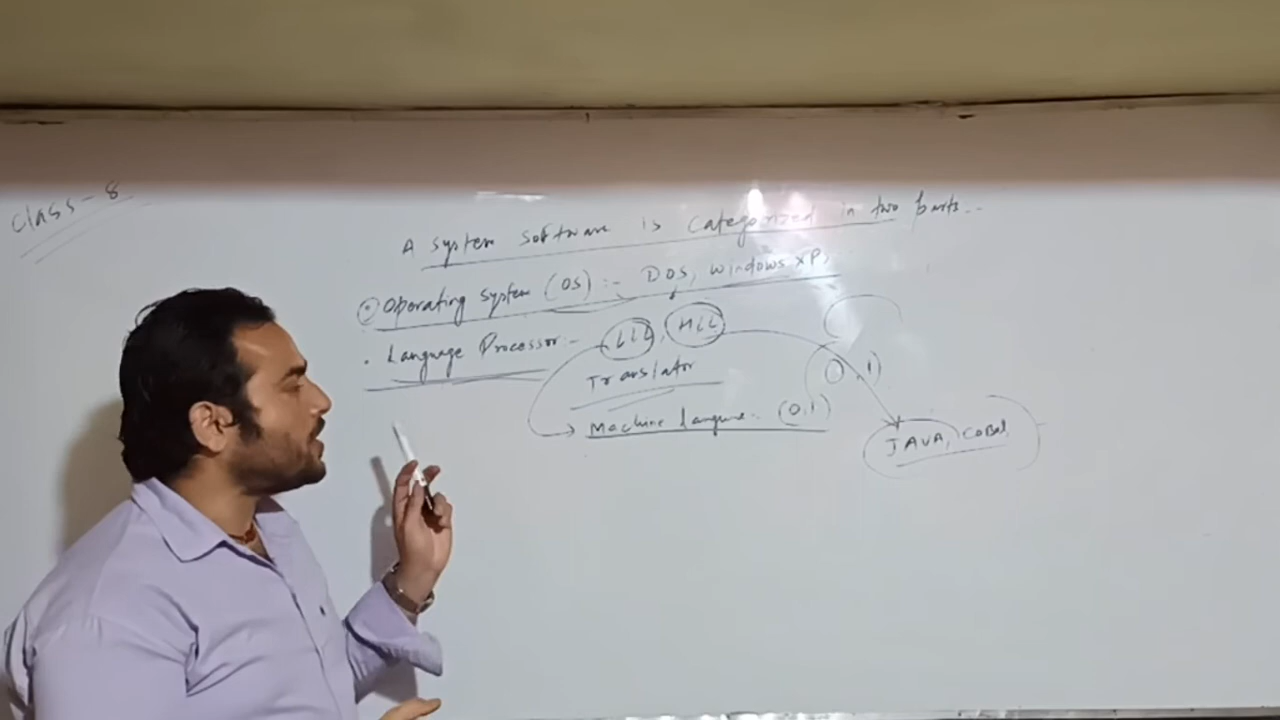 Class-8
A system software is categorized in two parts..
Operating system (OS) :- DOS, Windows XP,
. Language Processor :- LLL, HLL
Translator
0, 1
Machine language. (0,1)
JAVA, COBOL